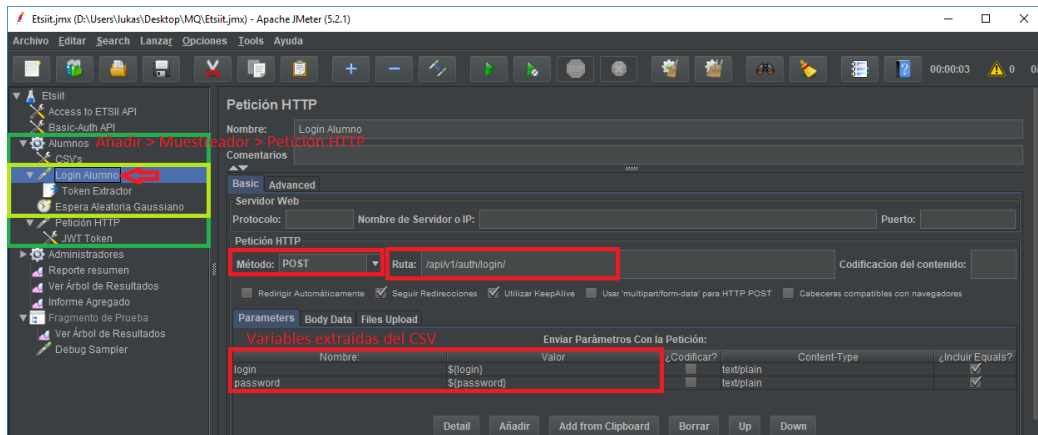 Etsiit.jmx (D:\Users\lukas\Desktop\MQ\Etsiit.jmx) - Apache JMeter (5.2.1)
Archivo Editar Search Lanzar Opciones Tools Ayuda
00:00:03 0
Etsiit
Access to ETSII API
Basic-Auth API
Alumnos Añadir > Muestreador > Petición HTTP
CSV's
Login Alumno
Token Extractor
Espera Aleatoria Gaussiano
Petición HTTP
JWT Token
Administradores
Reporte resumen
Ver Árbol de Resultados
Informe Agregado
Fragmento de Prueba
Ver Árbol de Resultados
Debug Sampler
Petición HTTP
Nombre: Login Alumno
Comentarios
Basic Advanced
Servidor Web
Protocolo: Nombre de Servidor o IP: Puerto:
Petición HTTP
Método: POST Ruta: /api/v1/auth/login/ Codificacion del contenido:
Redirigir Automáticamente Seguir Redirecciones Utilizar KeepAlive Usar 'multipart/form-data' para HTTP POST Cabeceras compatibles con navegadores
Parameters Body Data Files Upload
Variables extraidas del CSV Enviar Parámetros Con la Petición:
Nombre: Valor ¿Codificar? Content-Type ¿Incluir Equals?
login ${login} text/plain
password ${password} text/plain
Detail Añadir Add from Clipboard Borrar Up Down